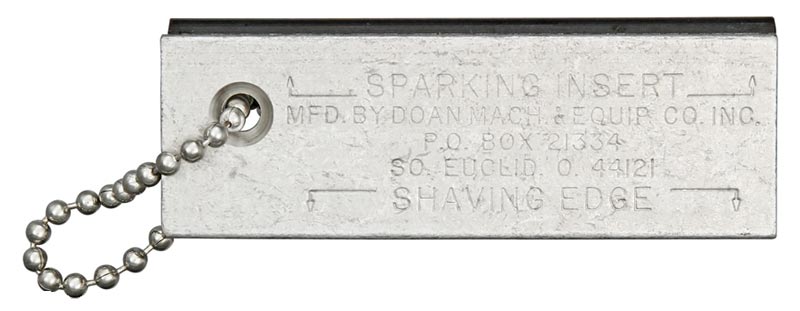 SPARKING INSERT
MFD. BY DOAN MACH. & EQUIP. CO. INC.
P.O. BOX 21334
SO. EUCLID, O. 44121
SHAVING EDGE